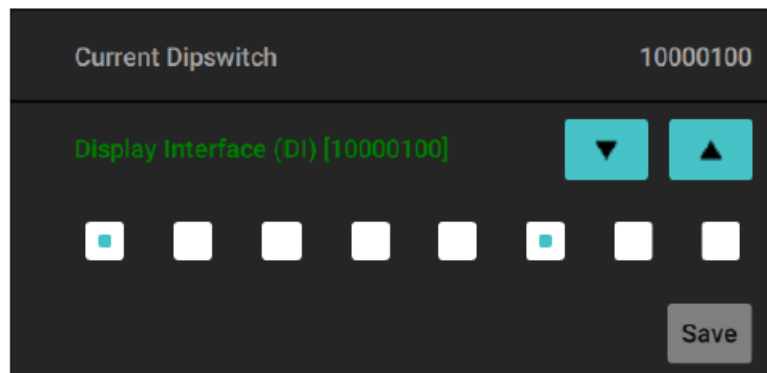 Current Dipswitch 10000100
Display Interface (DI) [10000100]
Save